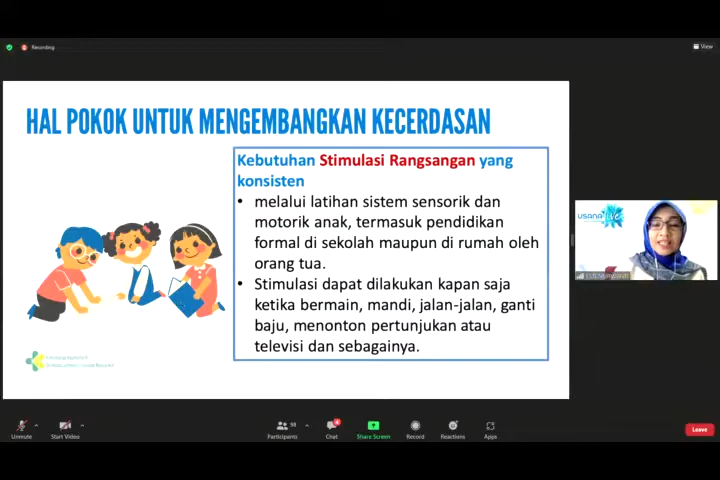 Recording
View
HAL POKOK UNTUK MENGEMBANGKAN KECERDASAN
Kebutuhan Stimulasi Rangsangan yang
konsisten
• melalui latihan sistem sensorik dan
motorik anak, termasuk pendidikan
formal di sekolah maupun di rumah oleh
orang tua.
• Stimulasi dapat dilakukan kapan saja
ketika bermain, mandi, jalan-jalan, ganti
baju, menonton pertunjukan atau
televisi dan sebagainya.
USANA
Unmute
Start Video
Participants
98
Chat
Share Screen
Record
Reactions
Apps
Leave